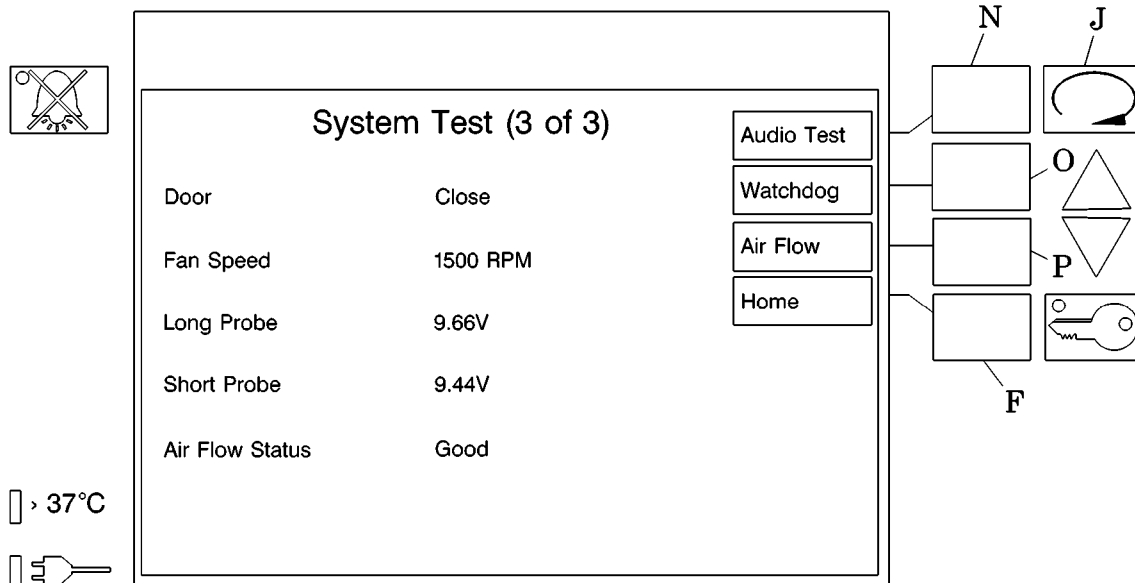 N
J
System Test (3 of 3)
Audio Test
Door
Close
Watchdog
O
Fan Speed
1500 RPM
Air Flow
P
Home
Long Probe
9.66V
Short Probe
9.44V
F
Air Flow Status
Good
› 37°C